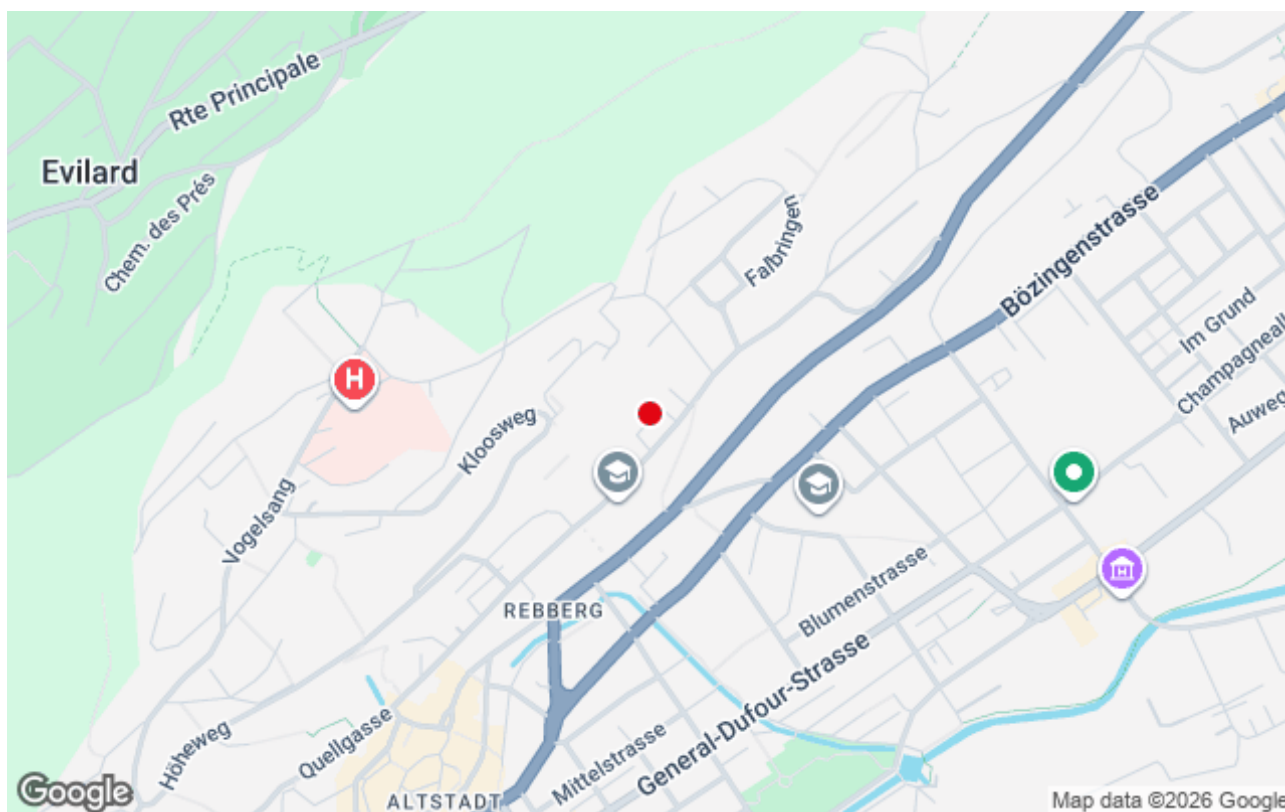 Rte Principale
Evilard
Chem. des Prés
Falbringen
Bözingenstrasse
Im Grund
Champagneall
Auweg
H
Kloosweg
Vogelsang
REBBERG
Blumenstrasse
General-Dufour-Strasse
Höheweg
Quellgasse
Mittelstrasse
ALTSTADT
Google
Map data ©2026 Google